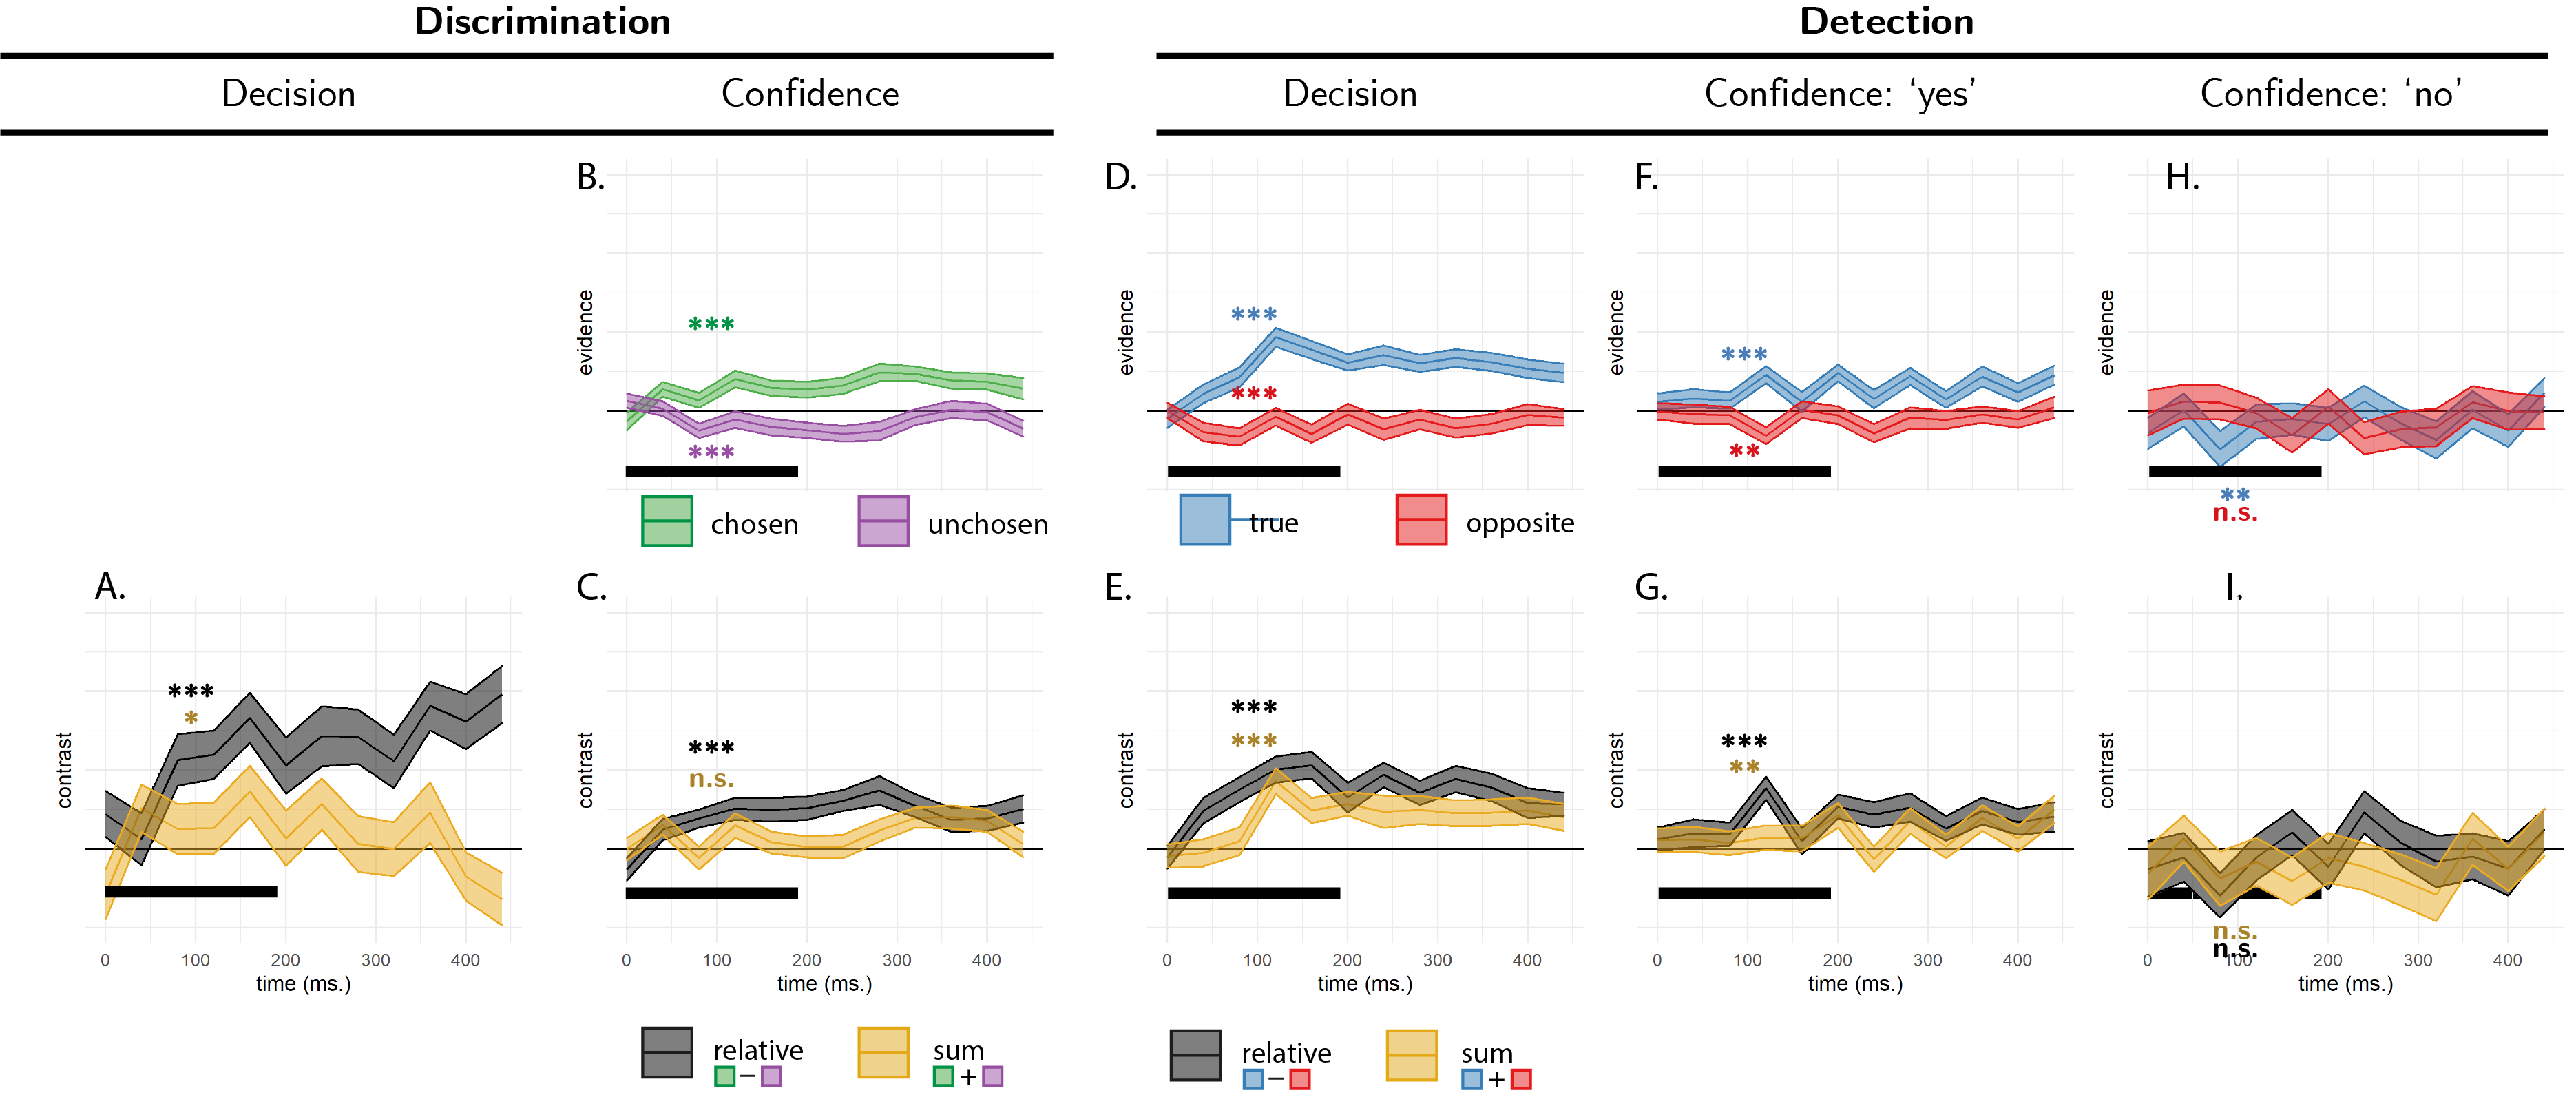 Discrimination
Detection
Decision
Confidence
Decision
Confidence: ‘yes’
Confidence: ‘no’
B.
D.
F.
H.
evidence
***
***
evidence
***
***
evidence
***
**
evidence
**
n.s.
chosen
unchosen
true
opposite
A.
C.
E.
G.
I.
contrast
***
*
contrast
***
n.s.
contrast
***
***
contrast
***
**
contrast
n.s.
n.s.
0 100 200 300 400
0 100 200 300 400
0 100 200 300 400
0 100 200 300 400
0 100 200 300 400
time (ms.)
time (ms.)
time (ms.)
time (ms.)
time (ms.)
relative
sum
relative
sum
−
+
−
+